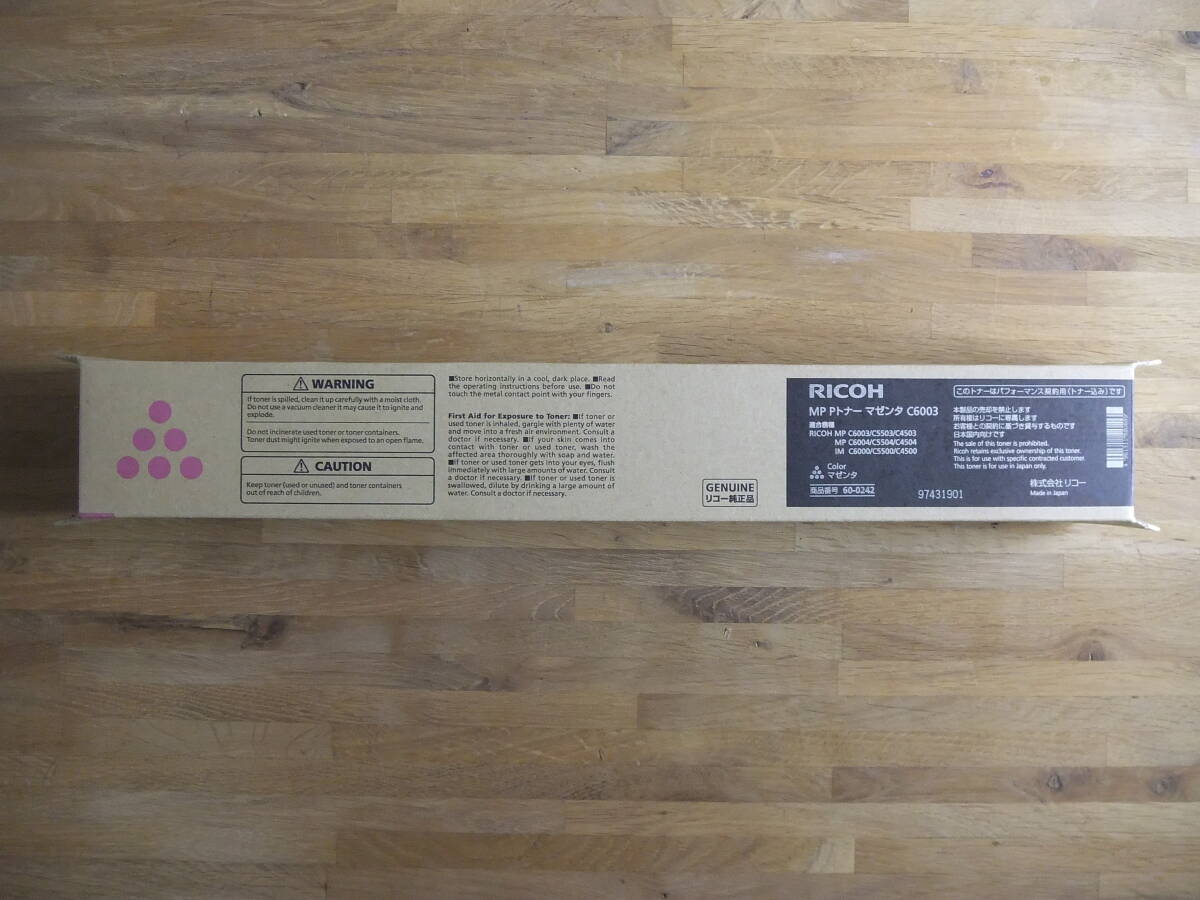 WARNING
If toner is spilled, clean it up carefully with a moist cloth.
Do not use a vacuum cleaner it may cause it to ignite and
explode.
Do not incinerate used toner or toner containers.
Toner dust might ignite when exposed to an open flame.
CAUTION
Keep toner (used or unused) and toner containers
out of reach of children.
■Store horizontally in a cool, dark place. ■Read
the operating instructions before use. ■Do not
touch the metal contact point with your fingers.
First Aid for Exposure to Toner: ■If toner or
used toner is inhaled, gargle with plenty of water
and move into a fresh air environment. Consult a
doctor if necessary. ■If your skin comes into
contact with toner or used toner, wash the
affected area thoroughly with soap and water.
■If toner or used toner gets into your eyes, flush
immediately with large amounts of water. Consult
a doctor if necessary. ■If toner or used toner is
swallowed, dilute by drinking a large amount of
water. Consult a doctor if necessary.
GENUINE
リコー純正品
RICOH
MP Pトナー マゼンタ C6003
適合機種
RICOH MP C6003/C5503/C4503
MP C6004/C5504/C4504
IM C6000/C5500/C4500
Color
マゼンタ
商品番号 60-0242
97431901
このトナーはパフォーマンス契約用(トナー込み)です
本製品の売却を禁止します
所有権はリコーに帰属します
お客様との契約に基づき貸与するものです
日本国内向けです
The sale of this toner is prohibited.
Ricoh retains exclusive ownership of this toner.
This is for use with specific contracted customer.
This toner is for use in Japan only.
株式会社リコー
Made in Japan